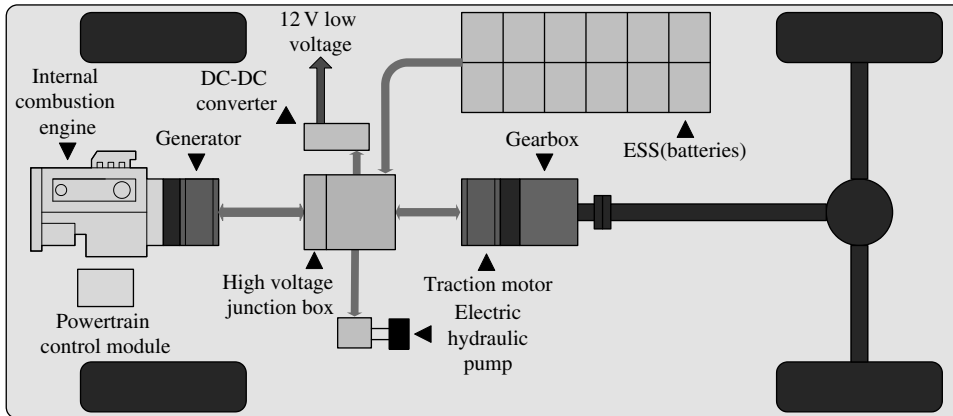 12 V low
voltage
Internal
combustion
engine
DC-DC
converter
Generator
Gearbox
ESS(batteries)
High voltage
junction box
Traction motor
Electric
hydraulic
pump
Powertrain
control module